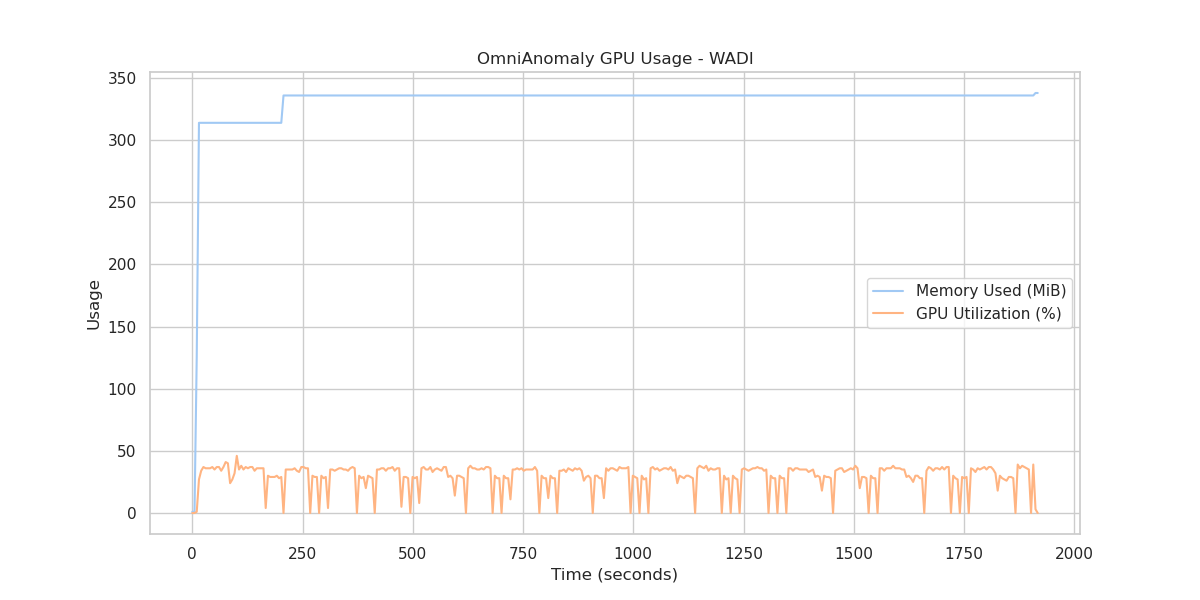 OmniAnomaly GPU Usage - WADI
350
300
250
200
150
100
50
0
Usage
Memory Used (MiB)
GPU Utilization (%)
0 250 500 750 1000 1250 1500 1750 2000
Time (seconds)